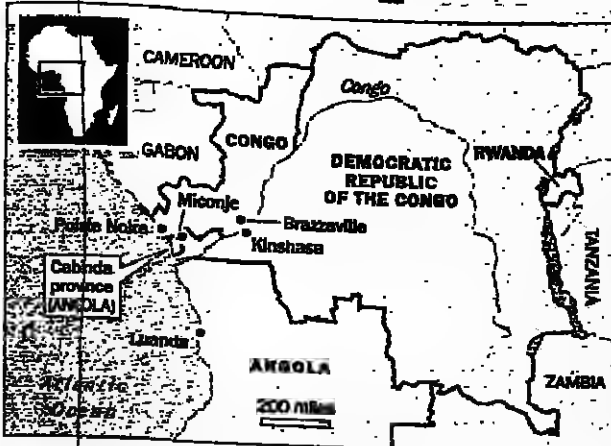 CAMEROON
Congo
GABON
CONGO
DEMOCRATIC
REPUBLIC
OF THE CONGO
RWANDA
Miconje
Pointe Noire
Brazzaville
Kinshasa
Cabinda
province
(ANGOLA)
TANZANIA
Luanda
ANGOLA
ZAMBIA
Atlantic
Ocean
200 miles